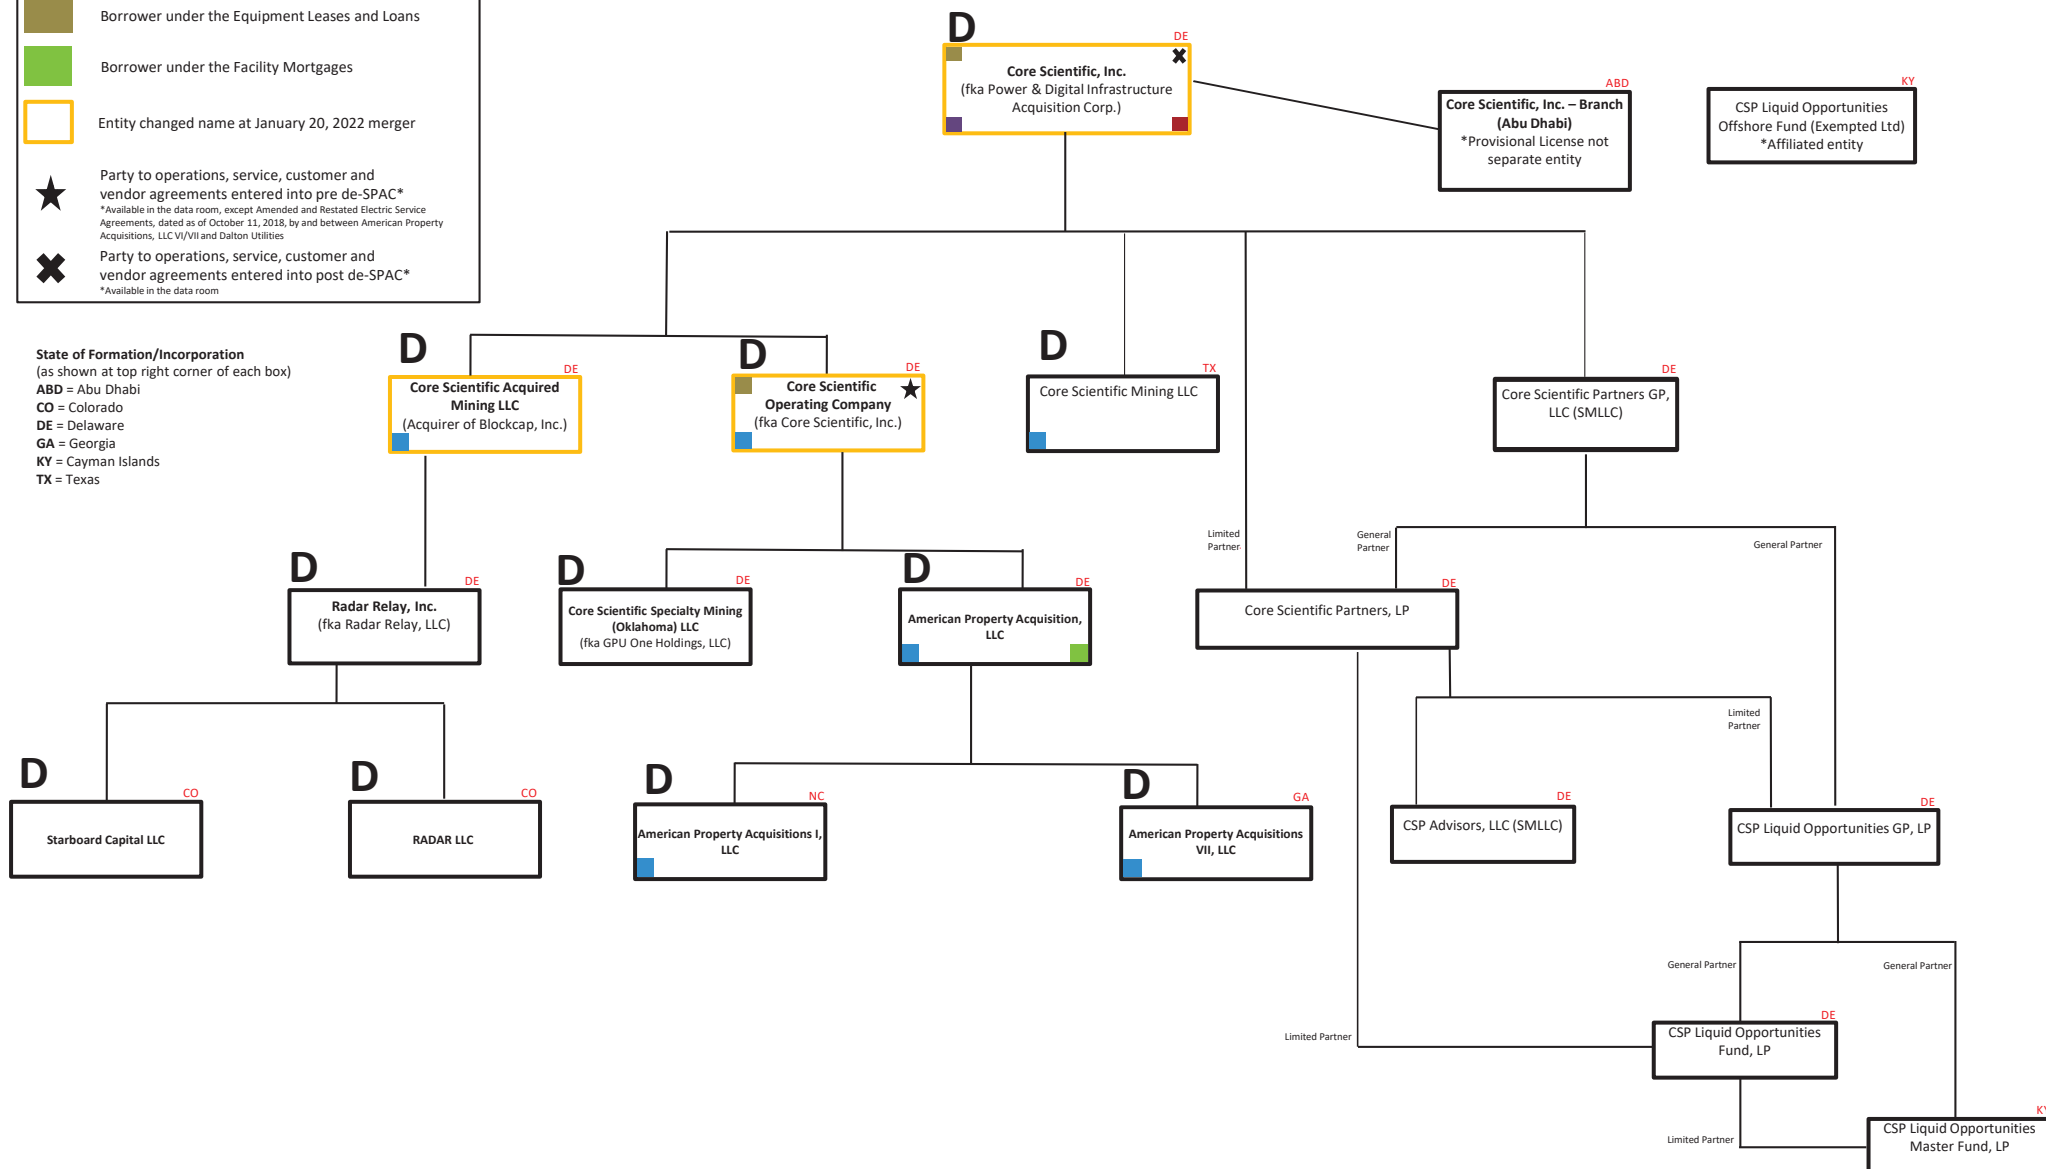 Borrower under the Equipment Leases and Loans
Borrower under the Facility Mortgages
Entity changed name at January 20, 2022 merger
Party to operations, service, customer and
vendor agreements entered into pre de-SPAC*
*Available in the data room, except Amended and Restated Electric Service
Agreements, dated as of October 11, 2018, by and between American Property
Acquisitions, LLC VI/VII and Dalton Utilities
Party to operations, service, customer and
vendor agreements entered into post de-SPAC*
*Available in the data room
State of Formation/Incorporation
(as shown at top right corner of each box)
ABD = Abu Dhabi
CO = Colorado
DE = Delaware
GA = Georgia
KY = Cayman Islands
TX = Texas
D
DE
Core Scientific, Inc.
(fka Power & Digital Infrastructure
Acquisition Corp.)
ABD
Core Scientific, Inc. – Branch
(Abu Dhabi)
*Provisional License not
separate entity
KY
CSP Liquid Opportunities
Offshore Fund (Exempted Ltd)
*Affiliated entity
D
DE
Core Scientific Acquired
Mining LLC
(Acquirer of Blockcap, Inc.)
D
DE
Core Scientific
Operating Company
(fka Core Scientific, Inc.)
D
TX
Core Scientific Mining LLC
DE
Core Scientific Partners GP,
LLC (SMLLC)
Limited
Partner
General
Partner
General Partner
D
DE
Radar Relay, Inc.
(fka Radar Relay, LLC)
D
DE
Core Scientific Specialty Mining
(Oklahoma) LLC
(fka GPU One Holdings, LLC)
D
DE
American Property Acquisition,
LLC
DE
Core Scientific Partners, LP
Limited
Partner
D
CO
Starboard Capital LLC
D
CO
RADAR LLC
D
NC
American Property Acquisitions I,
LLC
D
GA
American Property Acquisitions
VII, LLC
DE
CSP Advisors, LLC (SMLLC)
DE
CSP Liquid Opportunities GP, LP
General Partner
General Partner
Limited Partner
DE
CSP Liquid Opportunities
Fund, LP
Limited Partner
KY
CSP Liquid Opportunities
Master Fund, LP